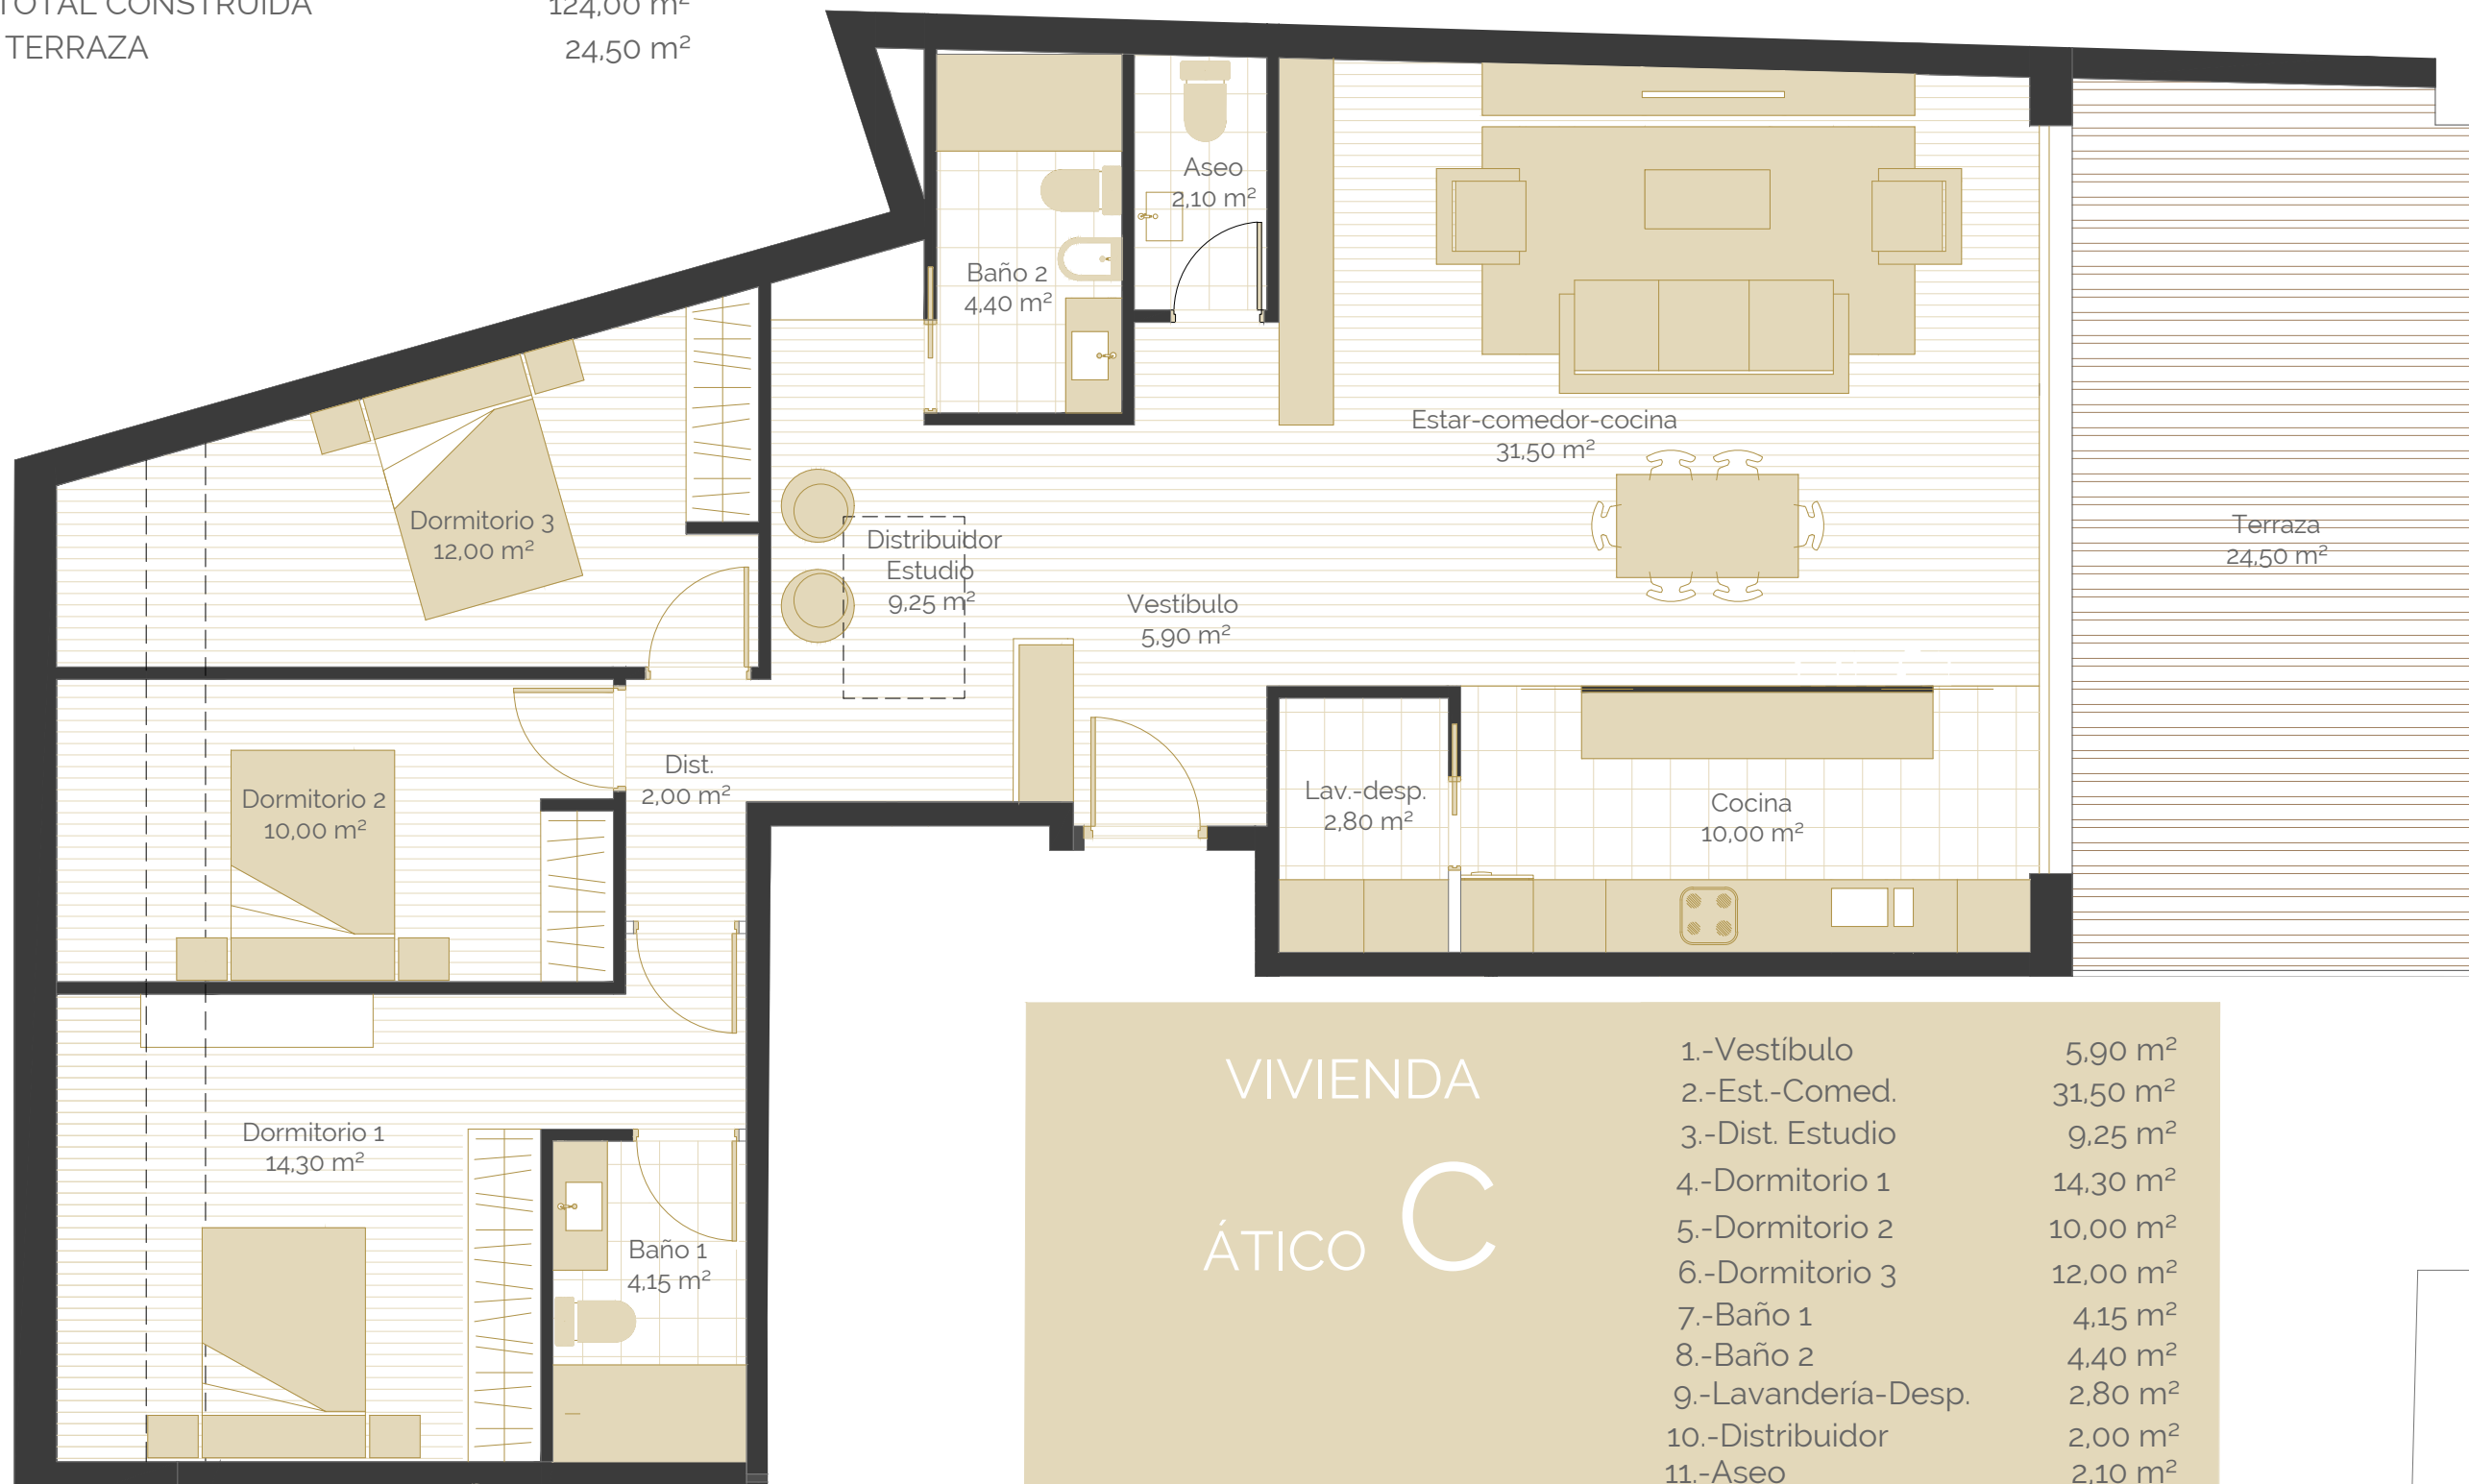 TOTAL CONSTRUIDA 124,00 m²
TERRAZA 24,50 m²
Aseo
2,10 m²
Baño 2
4,40 m²
Estar-comedor-cocina
31,50 m²
Dormitorio 3
12,00 m²
Distribuidor
Estudio
9,25 m²
Terraza
24,50 m²
Vestíbulo
5,90 m²
Dist.
2,00 m²
Dormitorio 2
10,00 m²
Lav.-desp.
2,80 m²
Cocina
10,00 m²
Dormitorio 1
14,30 m²
Baño 1
4,15 m²
VIVIENDA
ÁTICO C
1.-Vestíbulo 5,90 m²
2.-Est.-Comed. 31,50 m²
3.-Dist. Estudio 9,25 m²
4.-Dormitorio 1 14,30 m²
5.-Dormitorio 2 10,00 m²
6.-Dormitorio 3 12,00 m²
7.-Baño 1 4,15 m²
8.-Baño 2 4,40 m²
9.-Lavandería-Desp. 2,80 m²
10.-Distribuidor 2,00 m²
11.-Aseo 2,10 m²